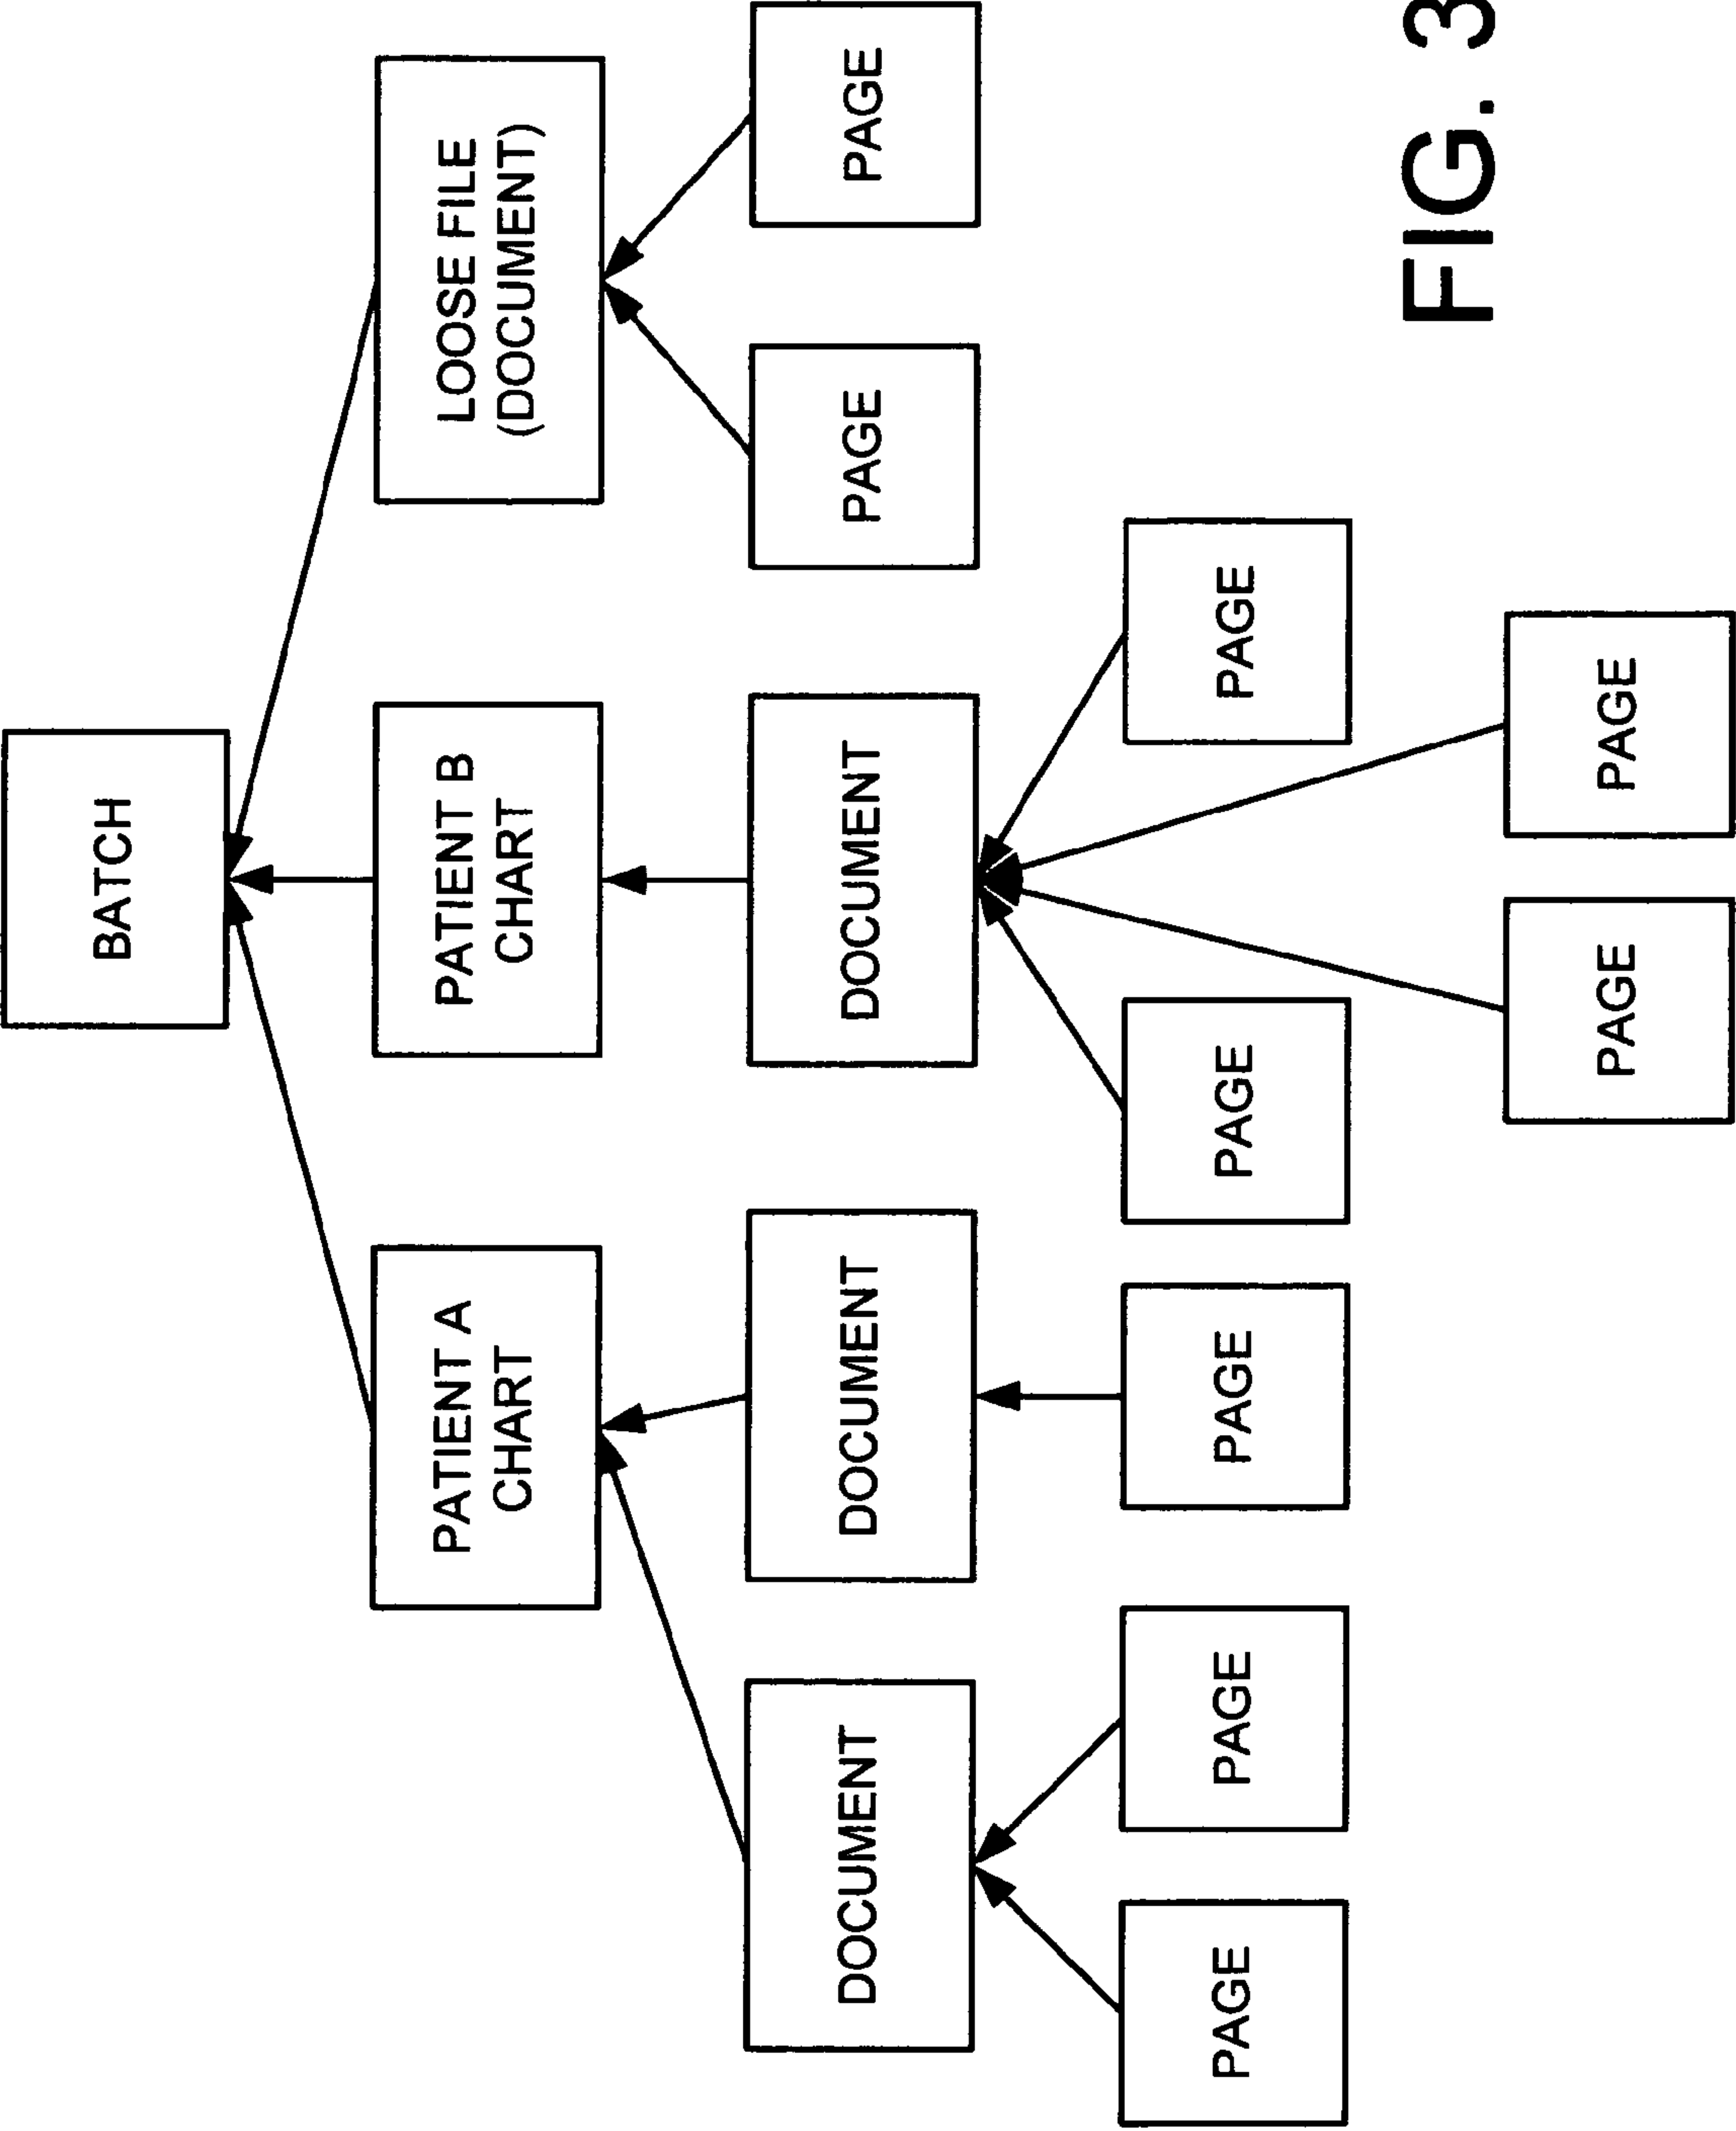 BATCH
PATIENT A
CHART
PATIENT B
CHART
LOOSE FILE
(DOCUMENT)
DOCUMENT
DOCUMENT
DOCUMENT
PAGE
PAGE
PAGE
PAGE
PAGE
PAGE
PAGE
PAGE
PAGE
FIG. 3